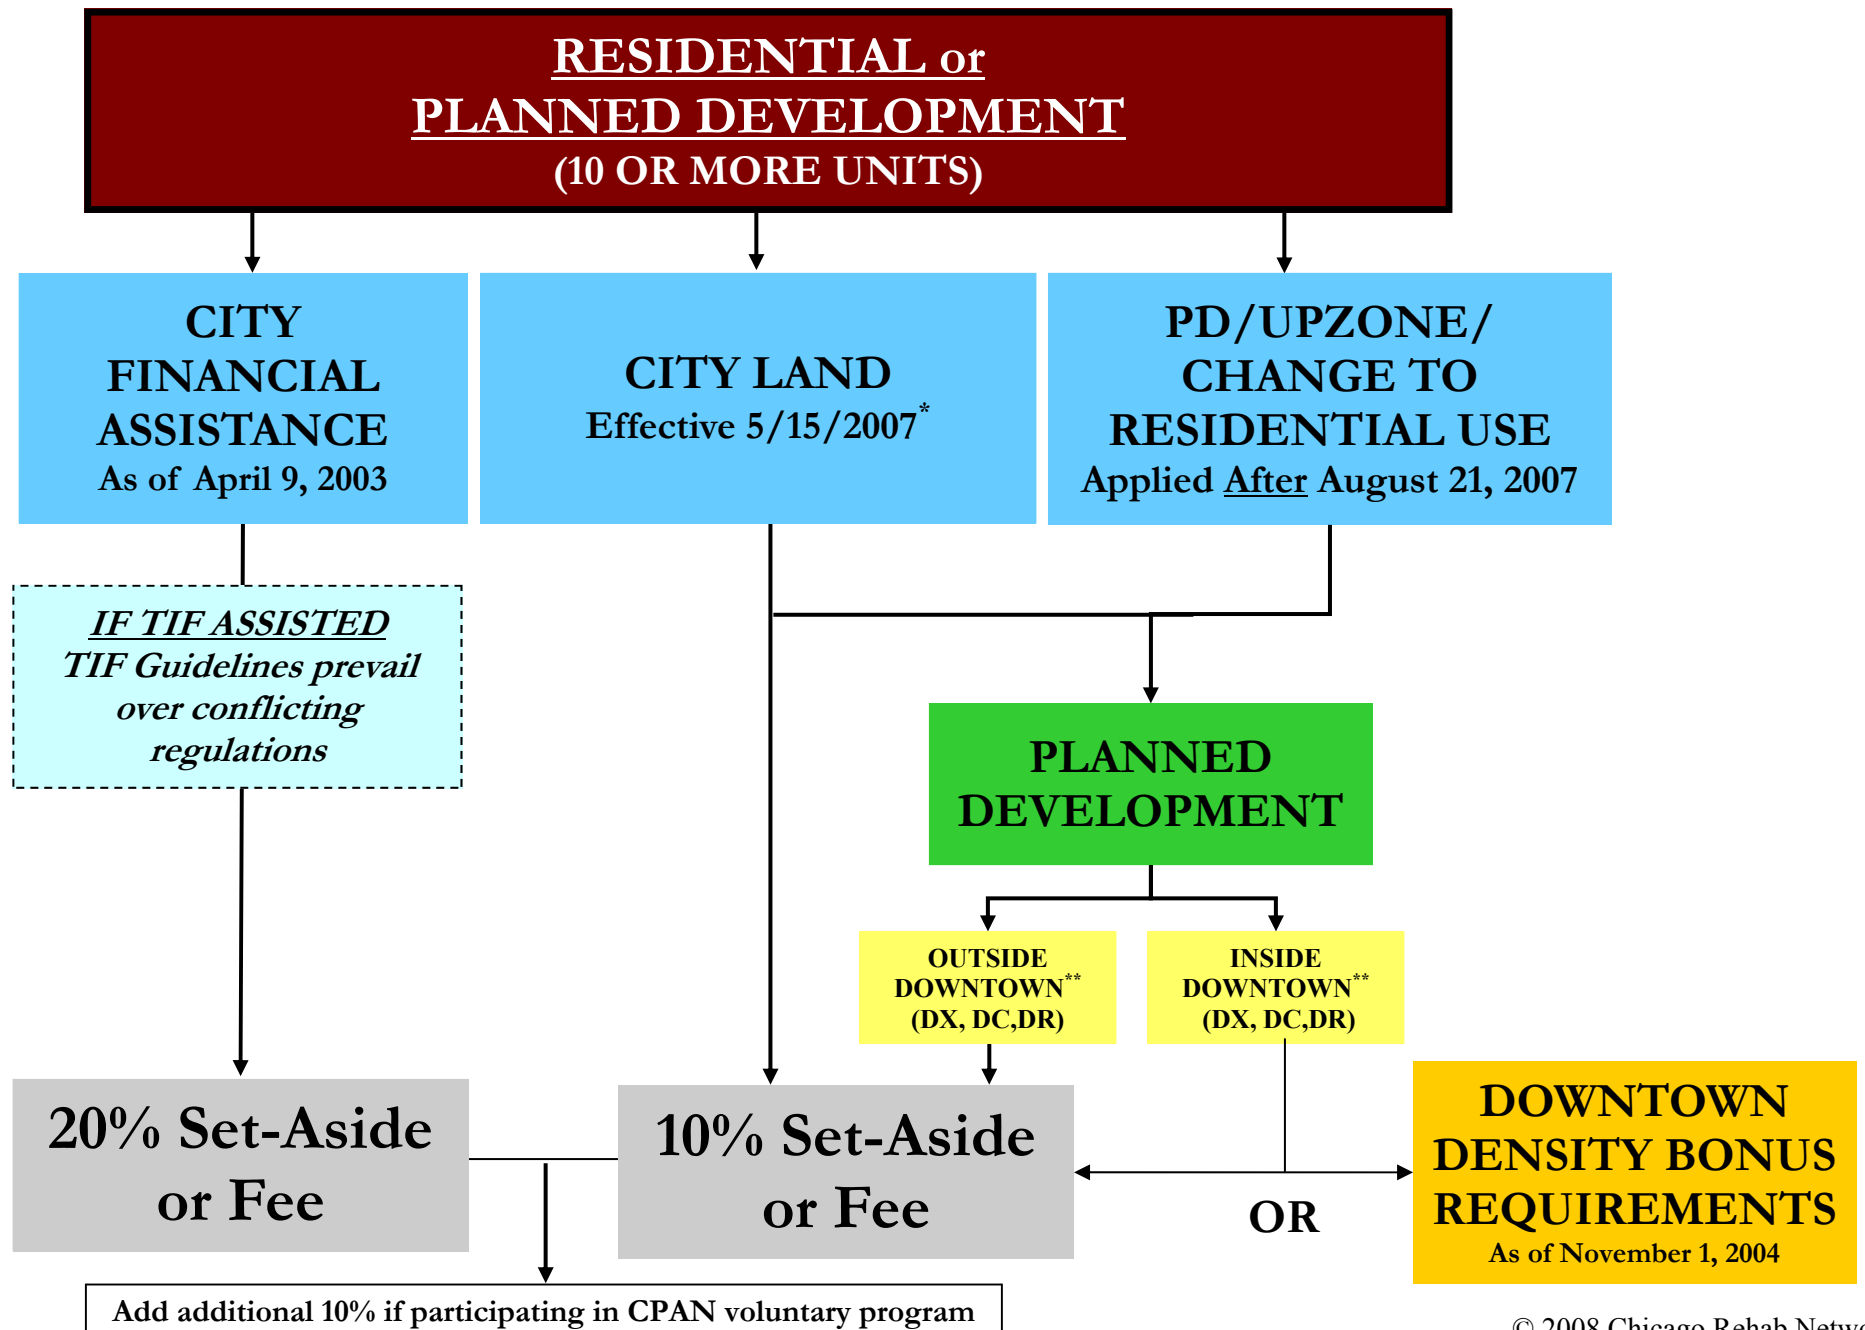 RESIDENTIAL or
PLANNED DEVELOPMENT
(10 OR MORE UNITS)
CITY
FINANCIAL
ASSISTANCE
As of April 9, 2003
CITY LAND
Effective 5/15/2007*
PD/UPZONE/
CHANGE TO
RESIDENTIAL USE
Applied After August 21, 2007
IF TIF ASSISTED
TIF Guidelines prevail
over conflicting
regulations
PLANNED
DEVELOPMENT
OUTSIDE
DOWNTOWN**
(DX, DC,DR)
INSIDE
DOWNTOWN**
(DX, DC,DR)
20% Set-Aside
or Fee
10% Set-Aside
or Fee
OR
DOWNTOWN
DENSITY BONUS
REQUIREMENTS
As of November 1, 2004
Add additional 10% if participating in CPAN voluntary program
© 2008 Chicago Rehab